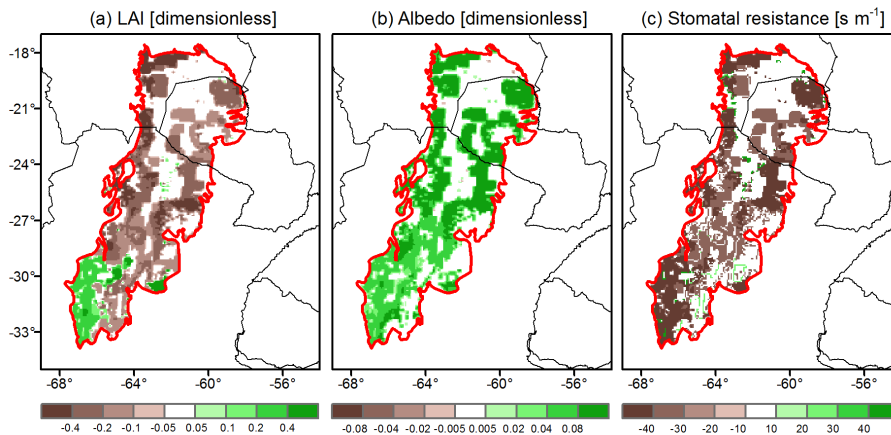 (a) LAI [dimensionless] (b) Albedo [dimensionless] (c) Stomatal resistance [s m⁻¹]
-18°
-21°
-24°
-27°
-30°
-33°
-68° -64° -60° -56° -68° -64° -60° -56° -68° -64° -60° -56°
-0.4 -0.2 -0.1 -0.05 0.05 0.1 0.2 0.4 -0.08 -0.04 -0.02 -0.005 0.005 0.02 0.04 0.08 -40 -30 -20 -10 10 20 30 40